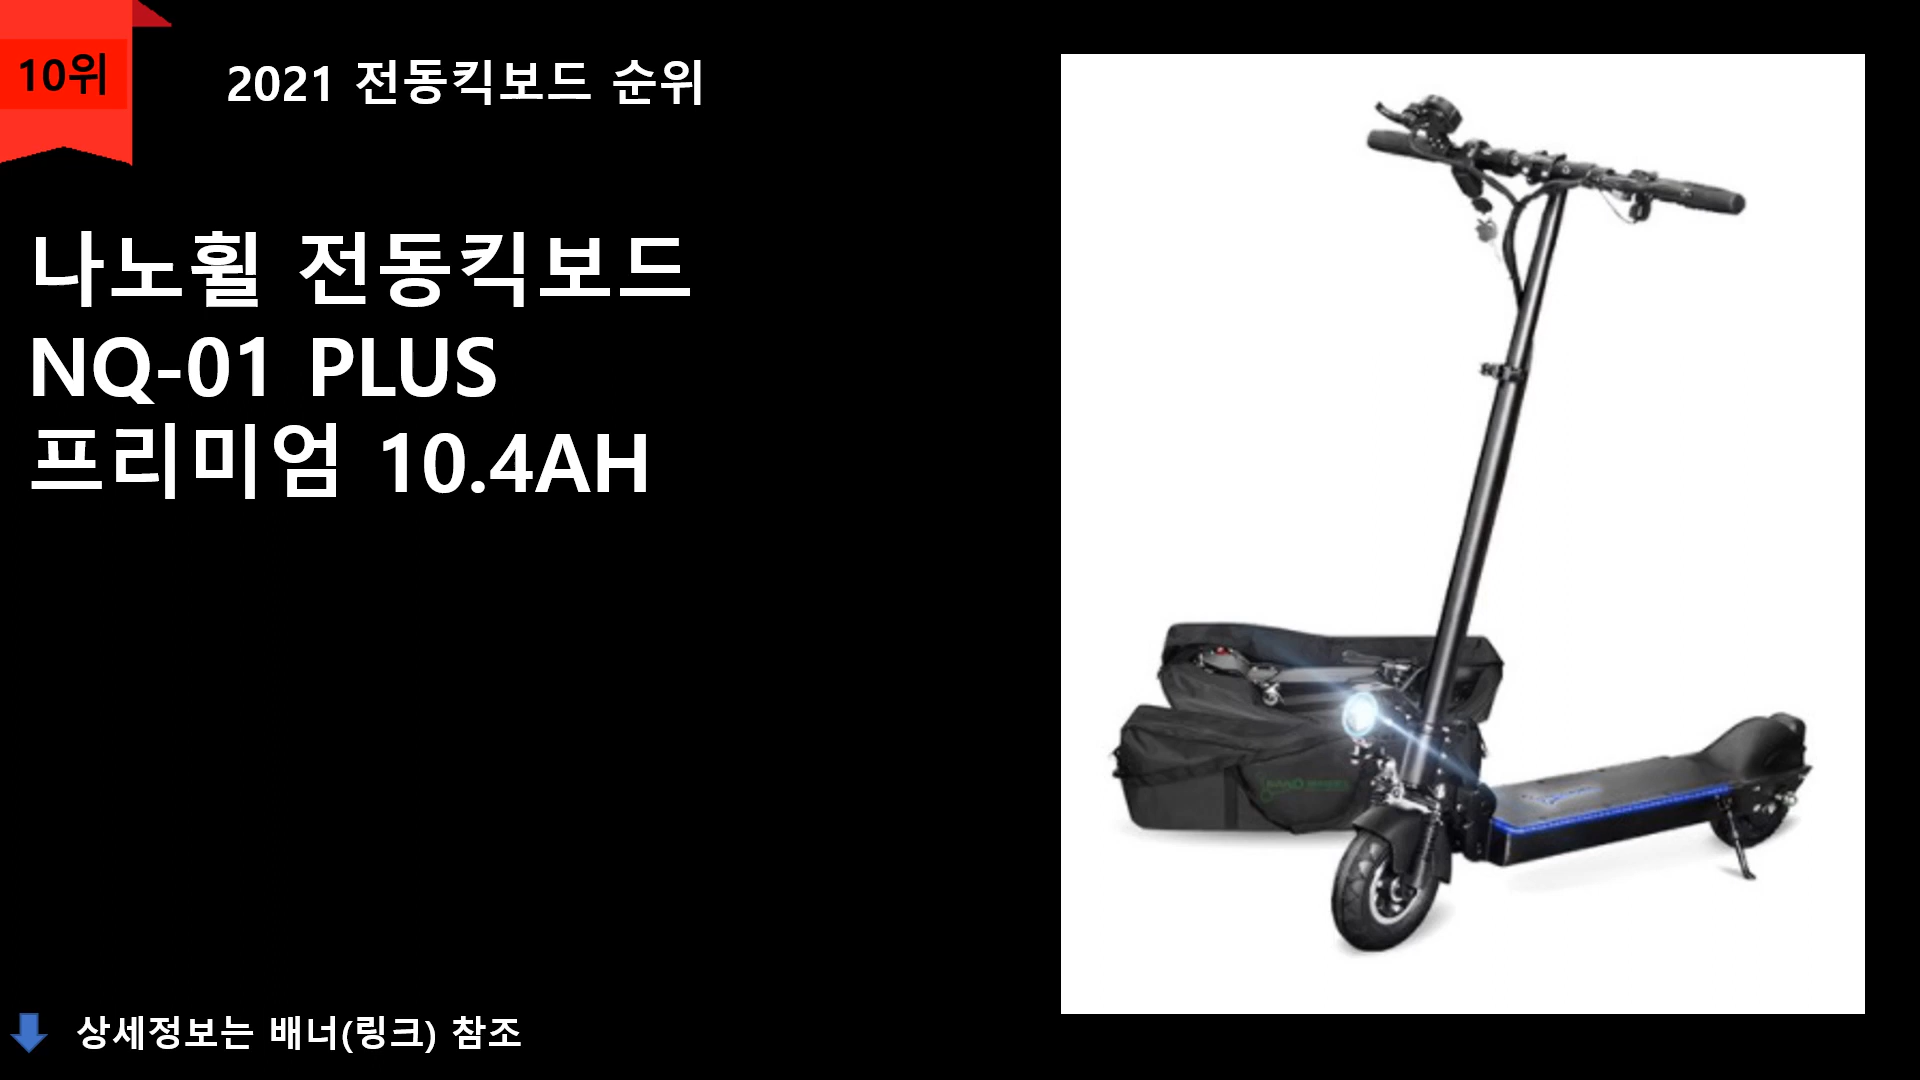 10위
2021 전동킥보드 순위
나노휠 전동킥보드
NQ-01 PLUS
프리미엄 10.4AH
상세정보는 배너(링크) 참조